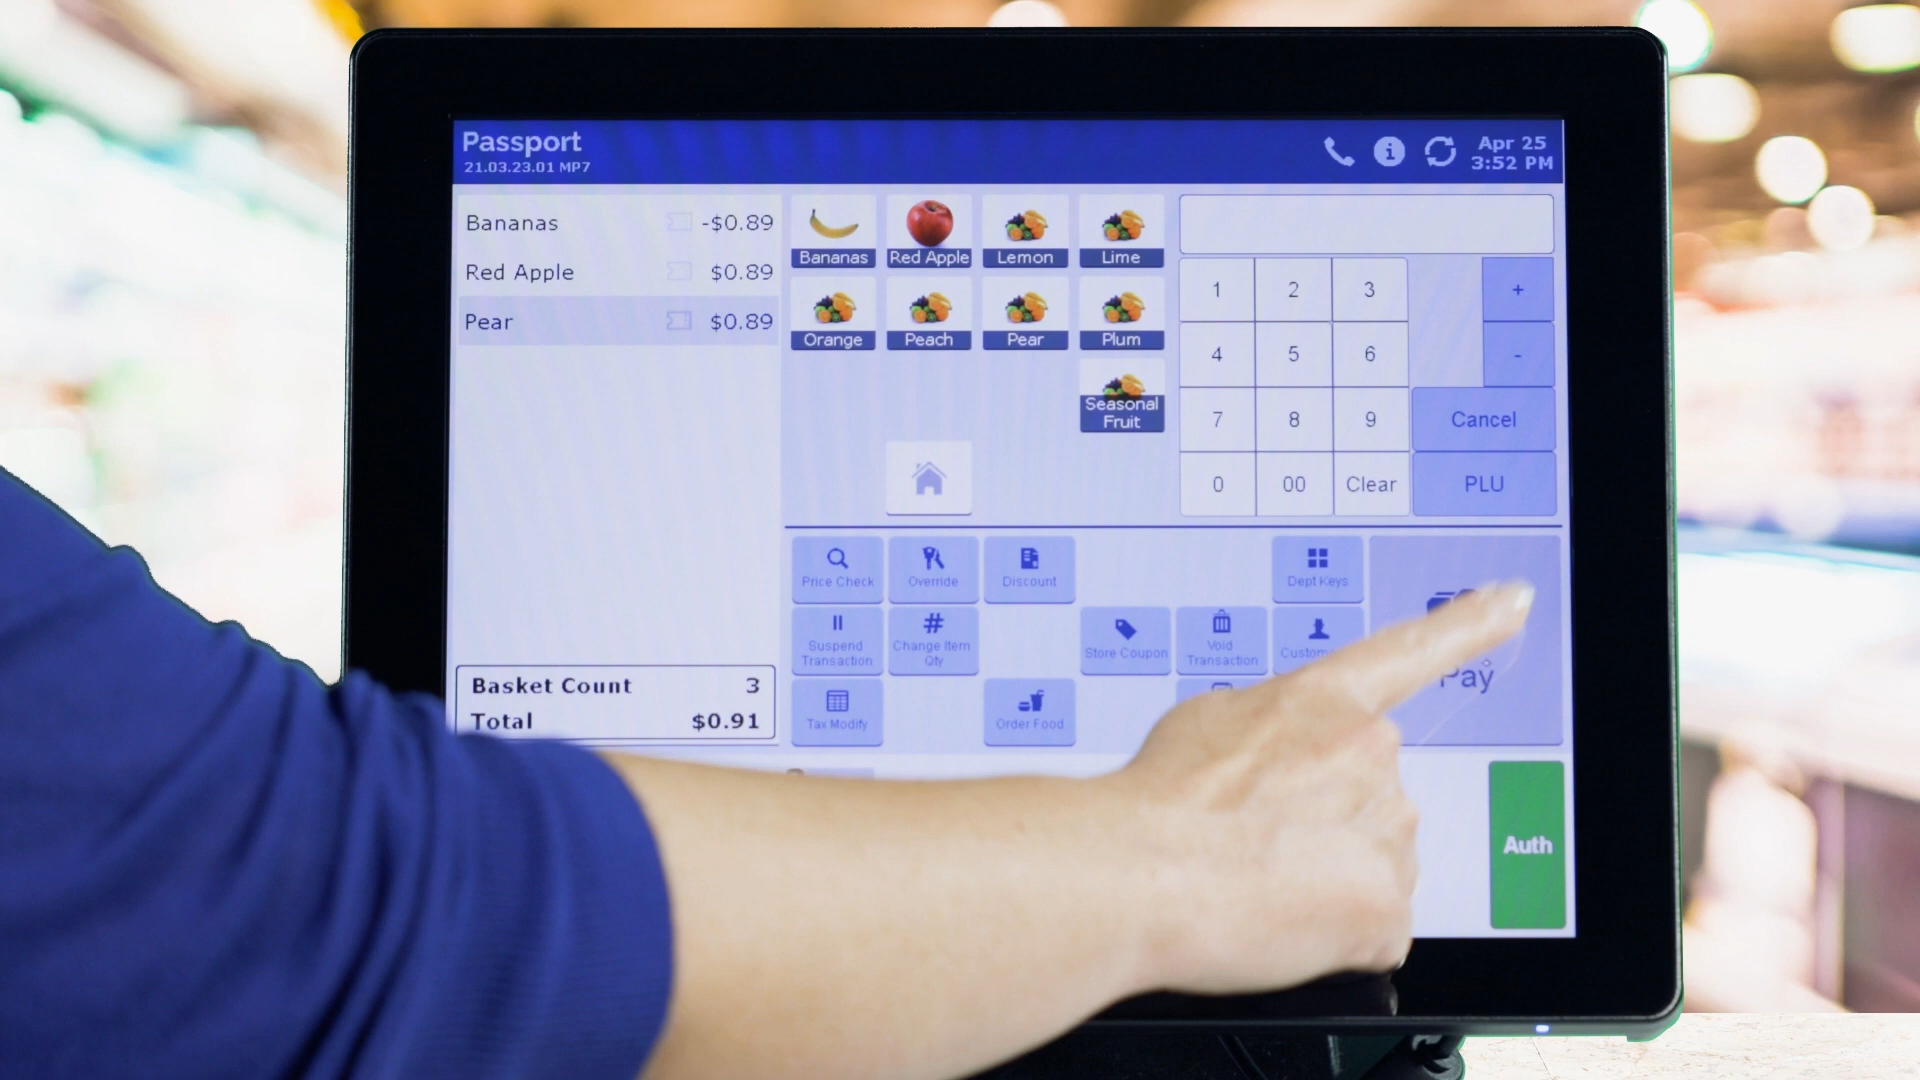 Passport
21.03.23.01 MP7
Apr 25
3:52 PM
Bananas -$0.89
Red Apple $0.89
Pear $0.89
Basket Count 3
Total $0.91
Bananas
Red Apple
Lemon
Lime
Orange
Peach
Pear
Plum
Seasonal
Fruit
1 2 3 +
4 5 6 -
7 8 9 Cancel
0 00 Clear PLU
Price Check
Override
Discount
Dept Keys
Suspend
Transaction
Change Item
Qty
Store Coupon
Void
Transaction
Tax Modify
Order Food
Pay
Auth